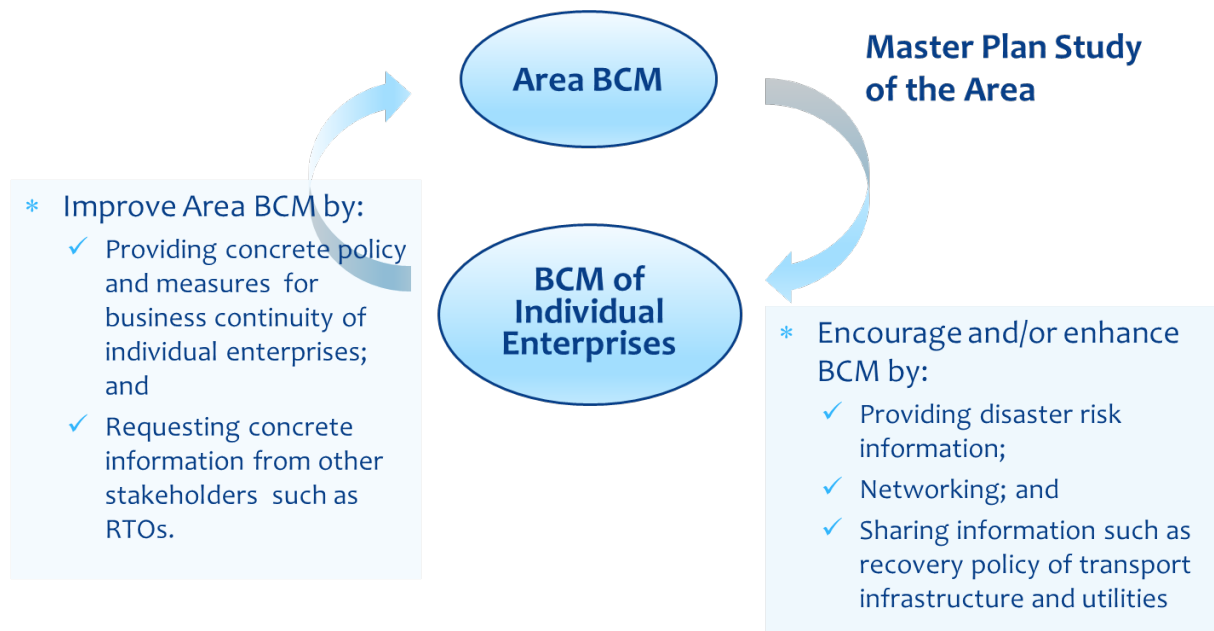 Area BCM
Master Plan Study
of the Area
* Improve Area BCM by:
✓ Providing concrete policy
and measures for
business continuity of
individual enterprises;
and
✓ Requesting concrete
information from other
stakeholders such as
RTOs.
BCM of
Individual
Enterprises
* Encourage and/or enhance
BCM by:
✓ Providing disaster risk
information;
✓ Networking; and
✓ Sharing information such as
recovery policy of transport
infrastructure and utilities